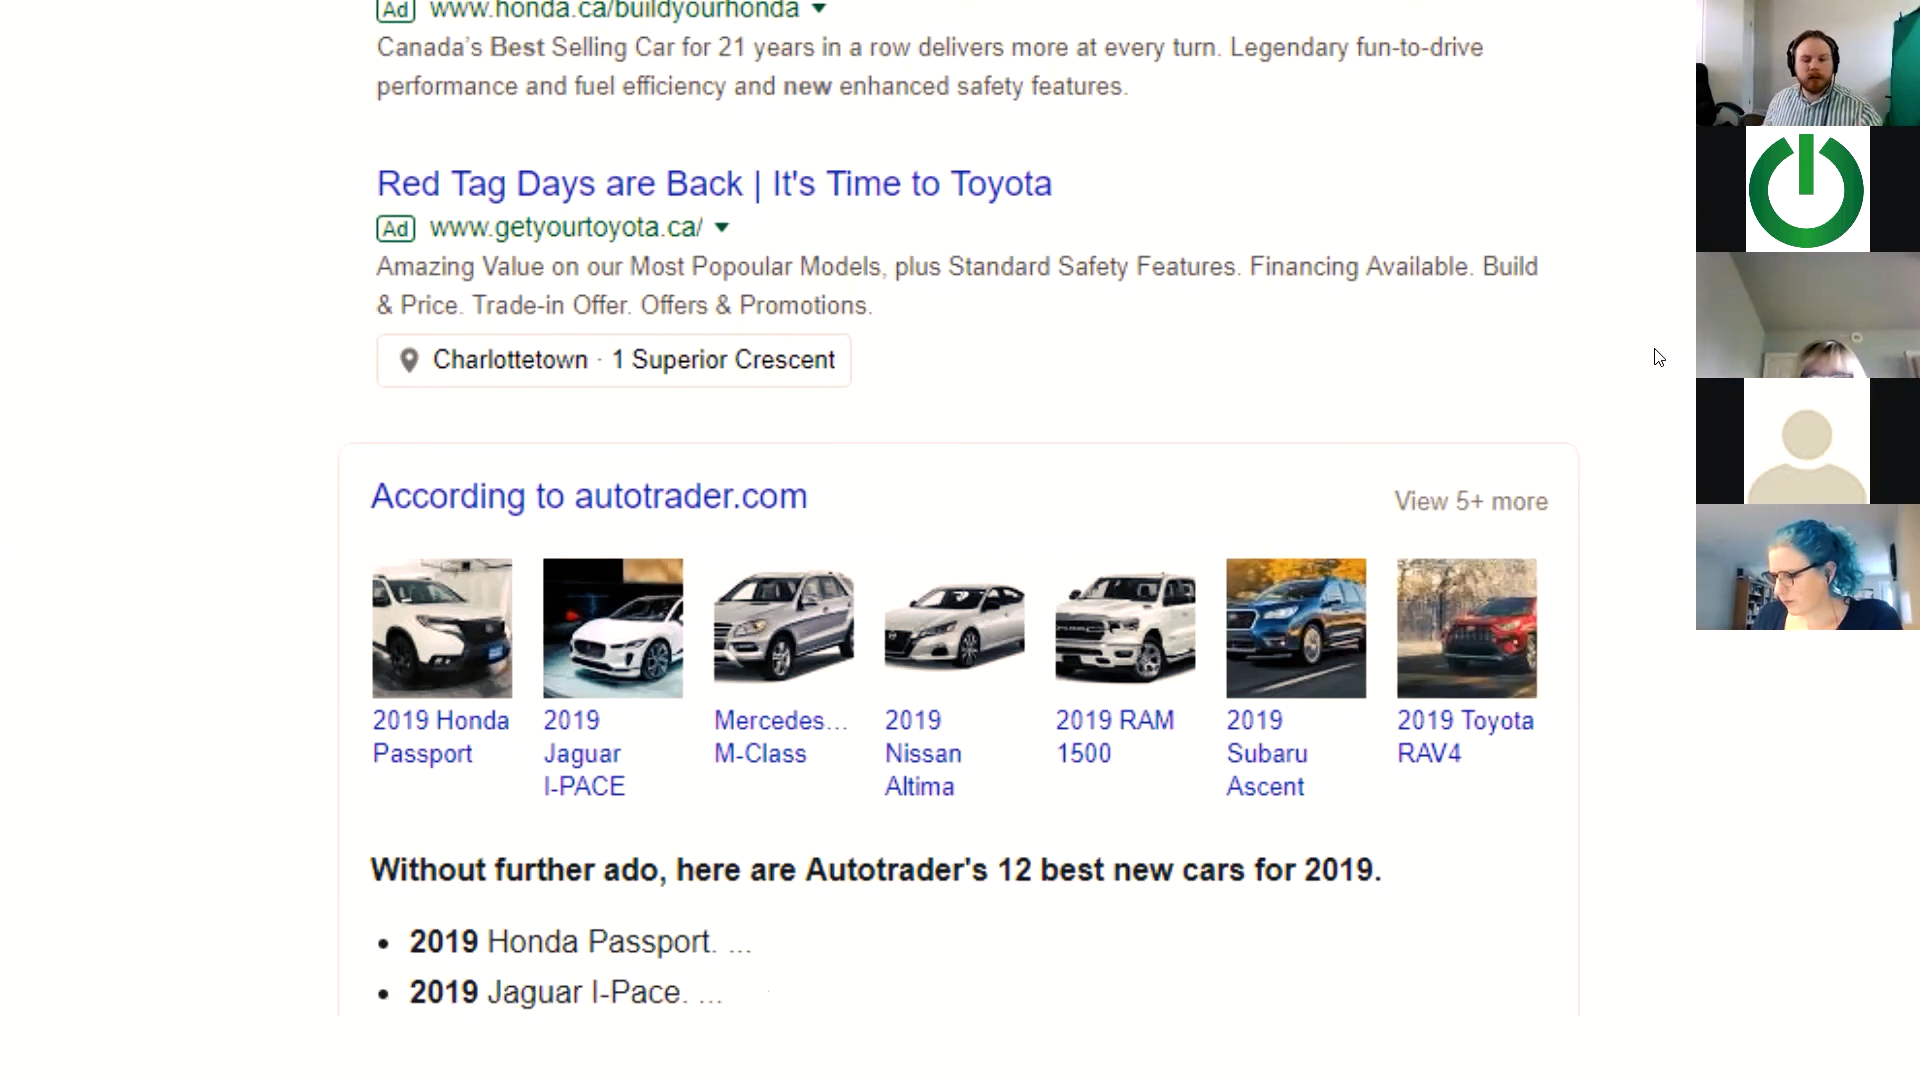 Ad www.honda.ca/buildyourhonda
Canada's Best Selling Car for 21 years in a row delivers more at every turn. Legendary fun-to-drive
performance and fuel efficiency and new enhanced safety features.
Red Tag Days are Back | It's Time to Toyota
Ad www.getyourtoyota.ca/
Amazing Value on our Most Popoular Models, plus Standard Safety Features. Financing Available. Build
& Price. Trade-in Offer. Offers & Promotions.
Charlottetown · 1 Superior Crescent
According to autotrader.com
View 5+ more
2019 Honda
Passport
2019
Jaguar
I-PACE
Mercedes...
M-Class
2019
Nissan
Altima
2019 RAM
1500
2019
Subaru
Ascent
2019 Toyota
RAV4
Without further ado, here are Autotrader's 12 best new cars for 2019.
• 2019 Honda Passport. ...
• 2019 Jaguar I-Pace. ...